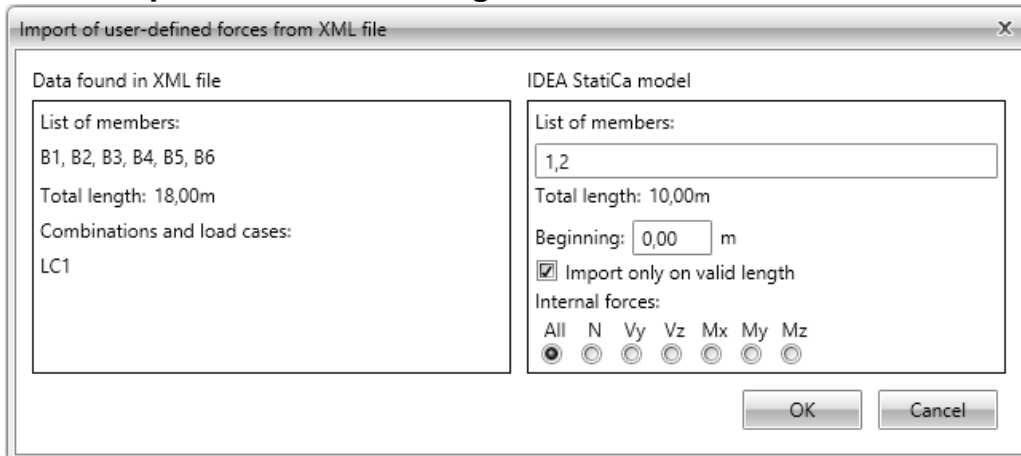 Import of user-defined forces from XML file
Data found in XML file
List of members:
B1, B2, B3, B4, B5, B6
Total length: 18,00m
Combinations and load cases:
LC1
IDEA StatiCa model
List of members:
1,2
Total length: 10,00m
Beginning: 0,00 m
Import only on valid length
Internal forces:
All N Vy Vz Mx My Mz
OK Cancel